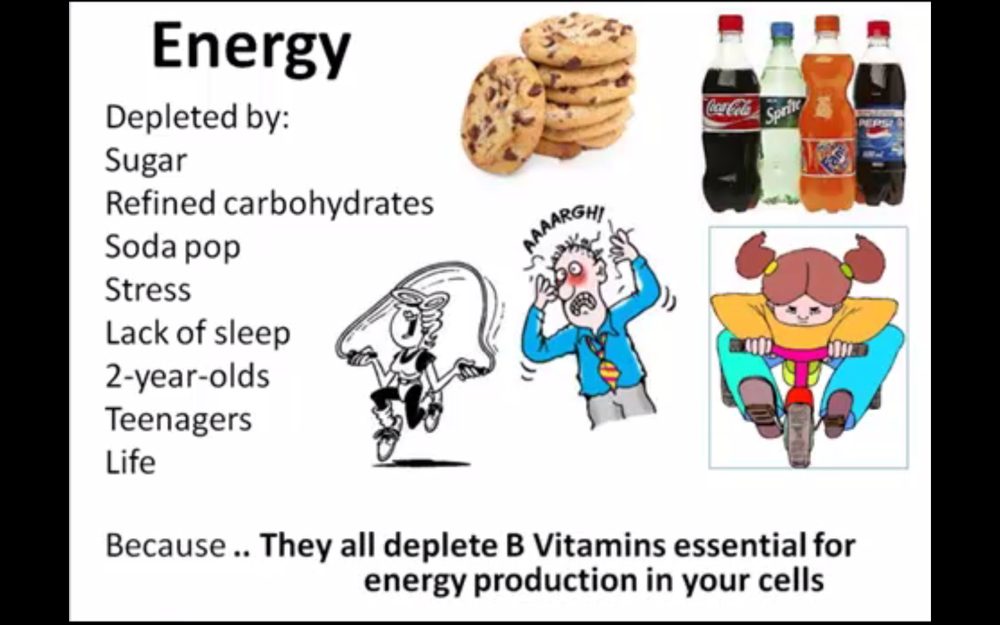 Energy
Depleted by:
Sugar
Refined carbohydrates
Soda pop
Stress
Lack of sleep
2-year-olds
Teenagers
Life
Because .. They all deplete B Vitamins essential for
energy production in your cells
AAAARGH!
Coca-Cola
Sprite
Fanta
PEPSI